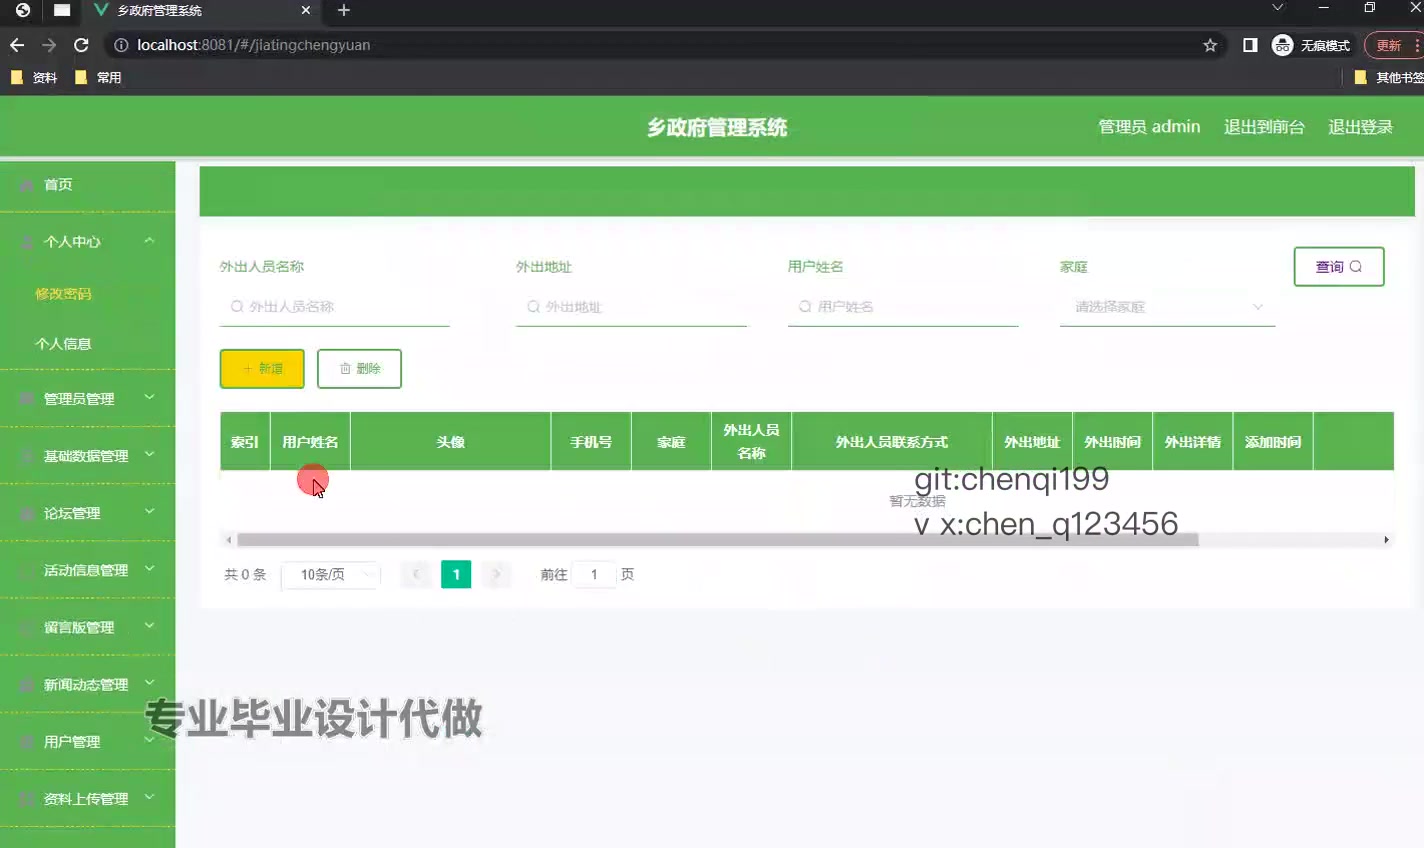 乡政府管理系统
localhost:8081/#/jiatingchengyuan
无痕模式
更新
资料
常用
其他书签
乡政府管理系统
管理员 admin
退出到前台
退出登录
首页
个人中心
修改密码
个人信息
管理员管理
基础数据管理
论坛管理
活动信息管理
留言版管理
新闻动态管理
用户管理
资料上传管理
外出人员名称
外出地址
用户姓名
家庭
查询
外出人员名称
外出地址
用户姓名
请选择家庭
新增
删除
索引
用户姓名
头像
手机号
家庭
外出人员
名称
外出人员联系方式
外出地址
外出时间
外出详情
添加时间
暂无数据
git:chenqi199
v x:chen_q123456
共 0 条
10条/页
1
前往
1
页
专业毕业设计代做